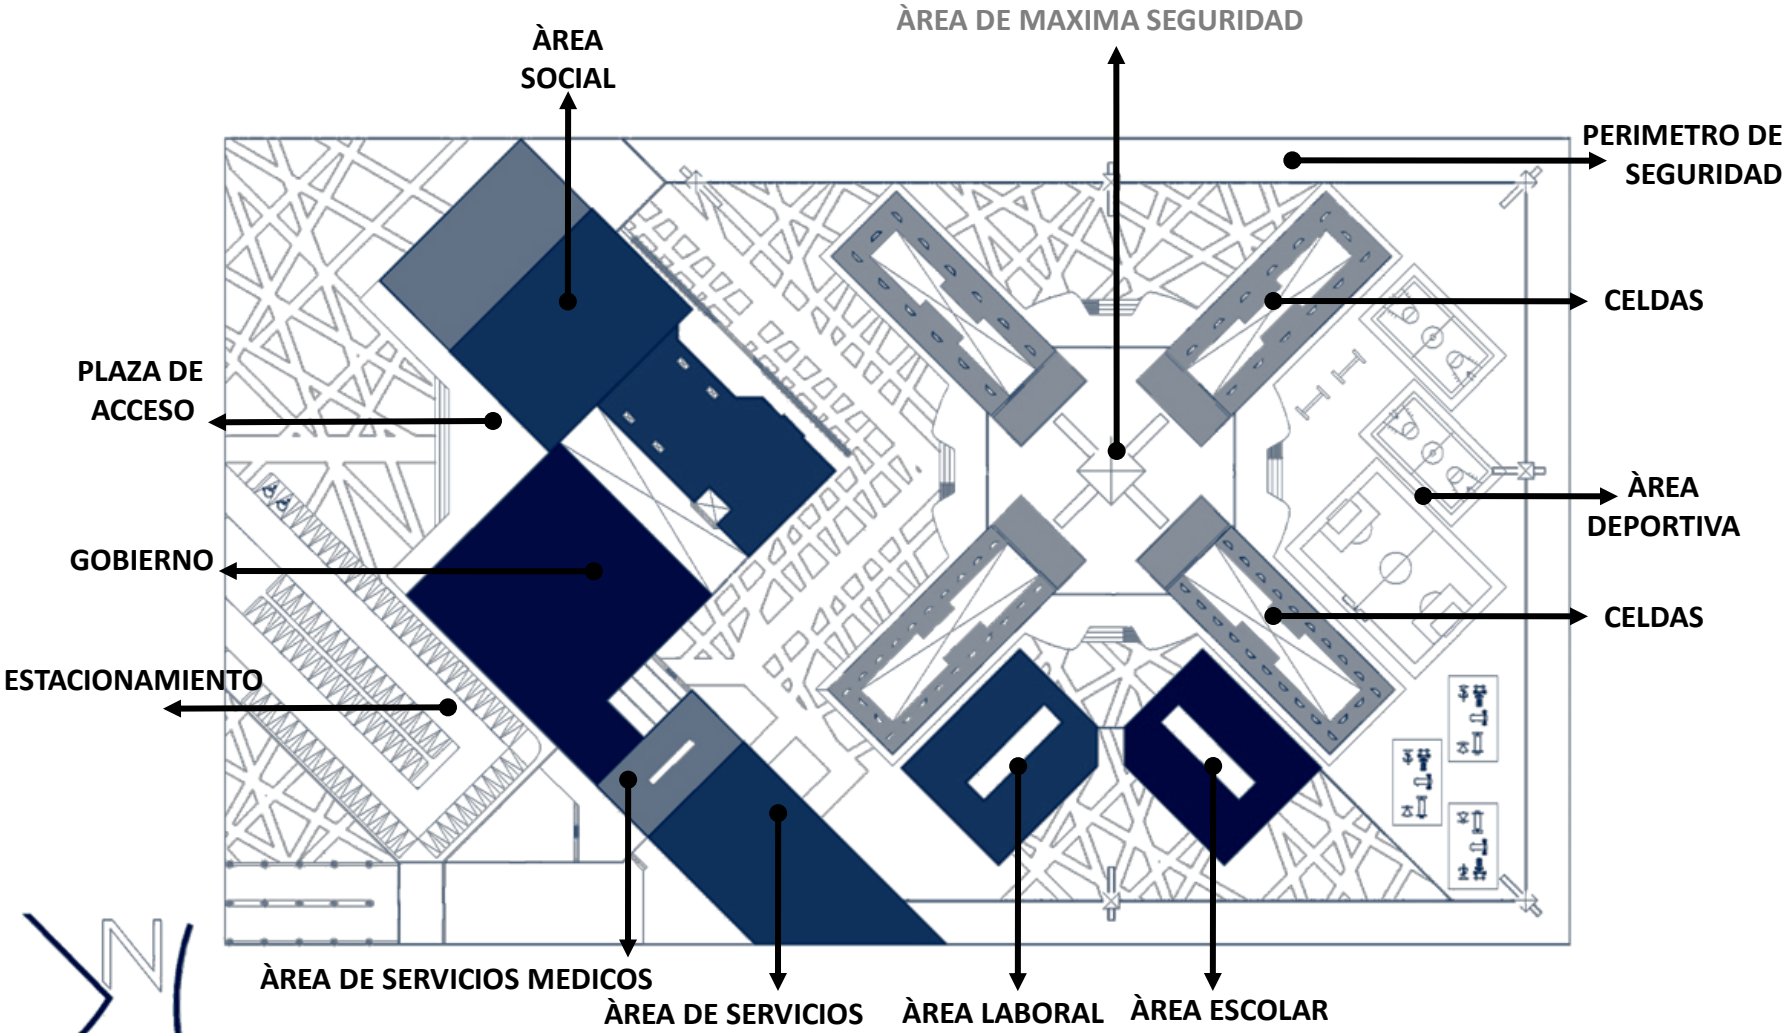 ÀREA DE MAXIMA SEGURIDAD
ÀREA
SOCIAL
PERIMETRO DE
SEGURIDAD
CELDAS
PLAZA DE
ACCESO
ÀREA
DEPORTIVA
GOBIERNO
CELDAS
ESTACIONAMIENTO
N
ÀREA DE SERVICIOS MEDICOS
ÀREA DE SERVICIOS
ÀREA LABORAL
ÀREA ESCOLAR